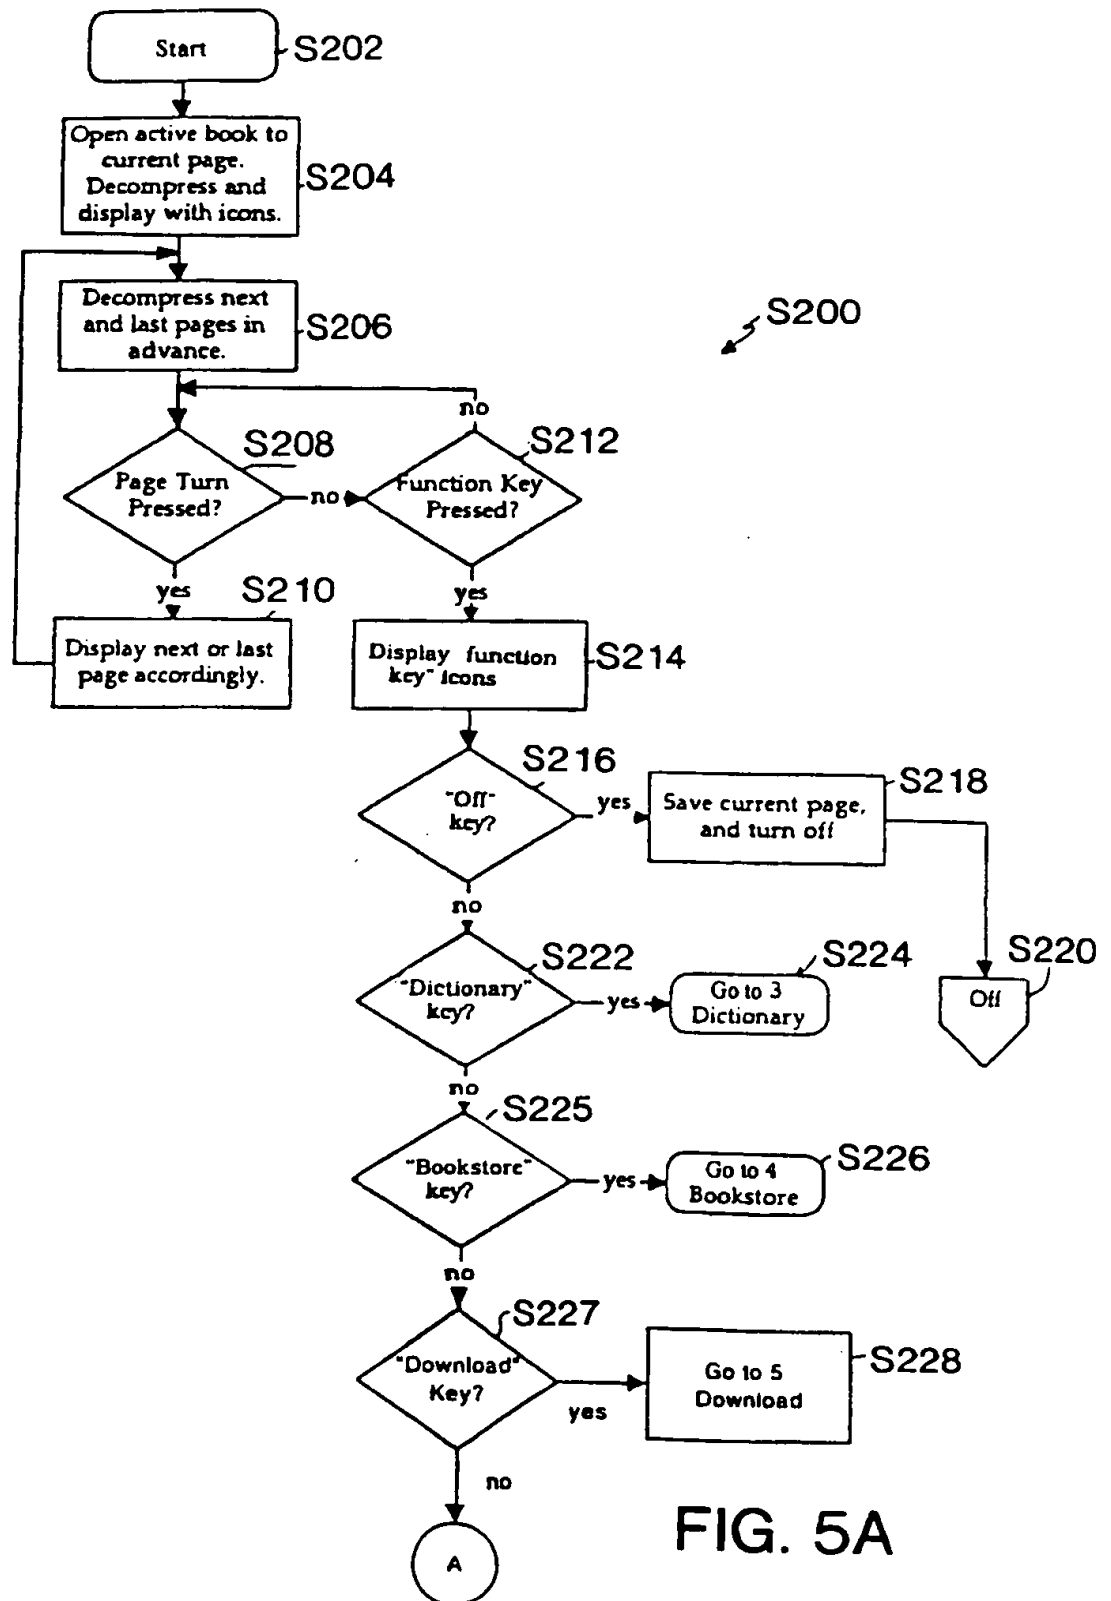 Start
S202
Open active book to
current page.
Decompress and
display with icons.
S204
Decompress next
and last pages in
advance.
S206
S200
no
S208
Page Turn
Pressed?
no
S212
Function Key
Pressed?
yes
S210
yes
Display next or last
page accordingly.
Display function
key" icons
S214
S216
"Off"
key?
yes
Save current page,
and turn off
S218
no
S222
"Dictionary"
key?
yes
Go to 3
Dictionary
S224
Off
S220
no
S225
"Bookstore"
key?
yes
Go to 4
Bookstore
S226
no
S227
"Download"
Key?
yes
Go to 5
Download
S228
no
A
FIG. 5A